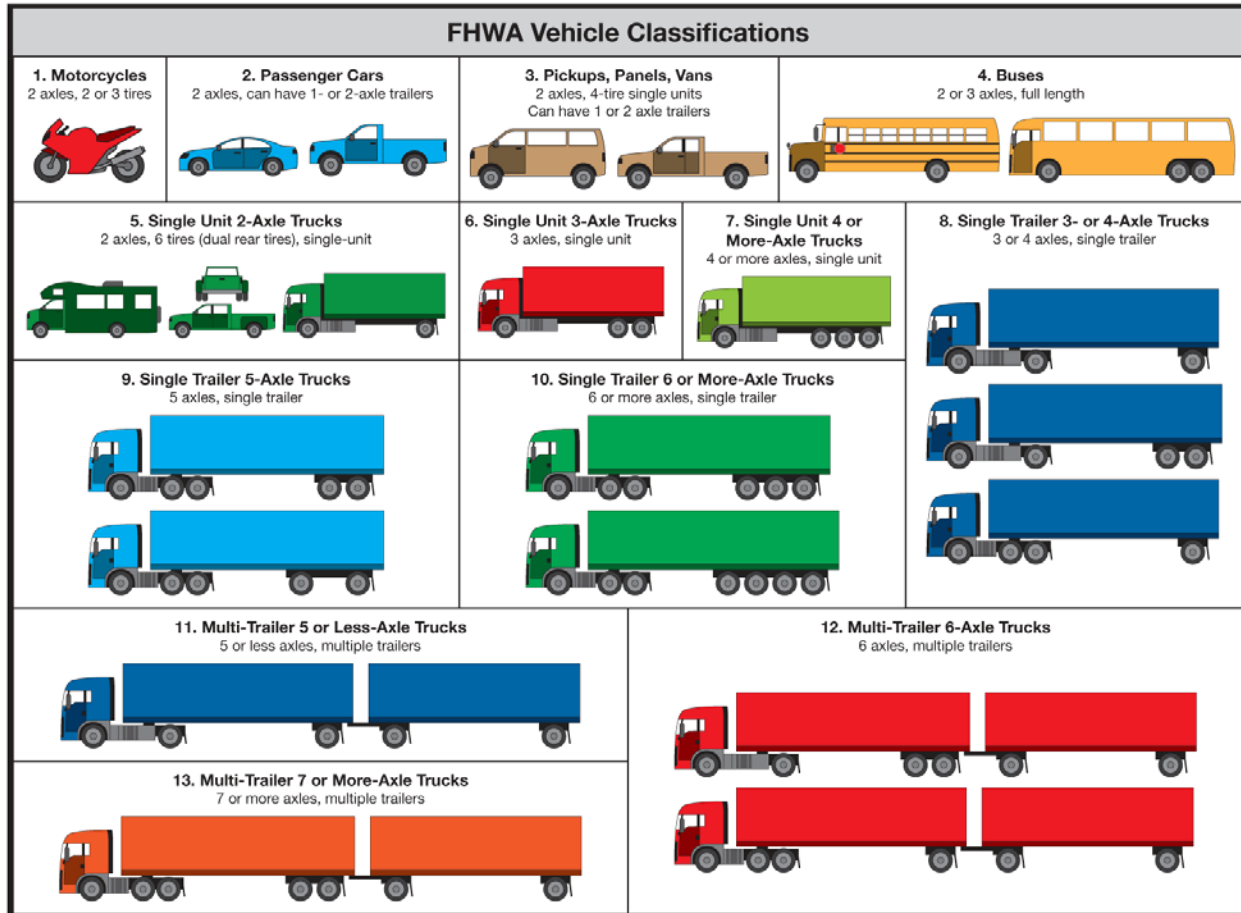 FHWA Vehicle Classifications
1. Motorcycles
2 axles, 2 or 3 tires
2. Passenger Cars
2 axles, can have 1- or 2-axle trailers
3. Pickups, Panels, Vans
2 axles, 4-tire single units
Can have 1 or 2 axle trailers
4. Buses
2 or 3 axles, full length
5. Single Unit 2-Axle Trucks
2 axles, 6 tires (dual rear tires), single-unit
6. Single Unit 3-Axle Trucks
3 axles, single unit
7. Single Unit 4 or
More-Axle Trucks
4 or more axles, single unit
8. Single Trailer 3- or 4-Axle Trucks
3 or 4 axles, single trailer
9. Single Trailer 5-Axle Trucks
5 axles, single trailer
10. Single Trailer 6 or More-Axle Trucks
6 or more axles, single trailer
11. Multi-Trailer 5 or Less-Axle Trucks
5 or less axles, multiple trailers
12. Multi-Trailer 6-Axle Trucks
6 axles, multiple trailers
13. Multi-Trailer 7 or More-Axle Trucks
7 or more axles, multiple trailers